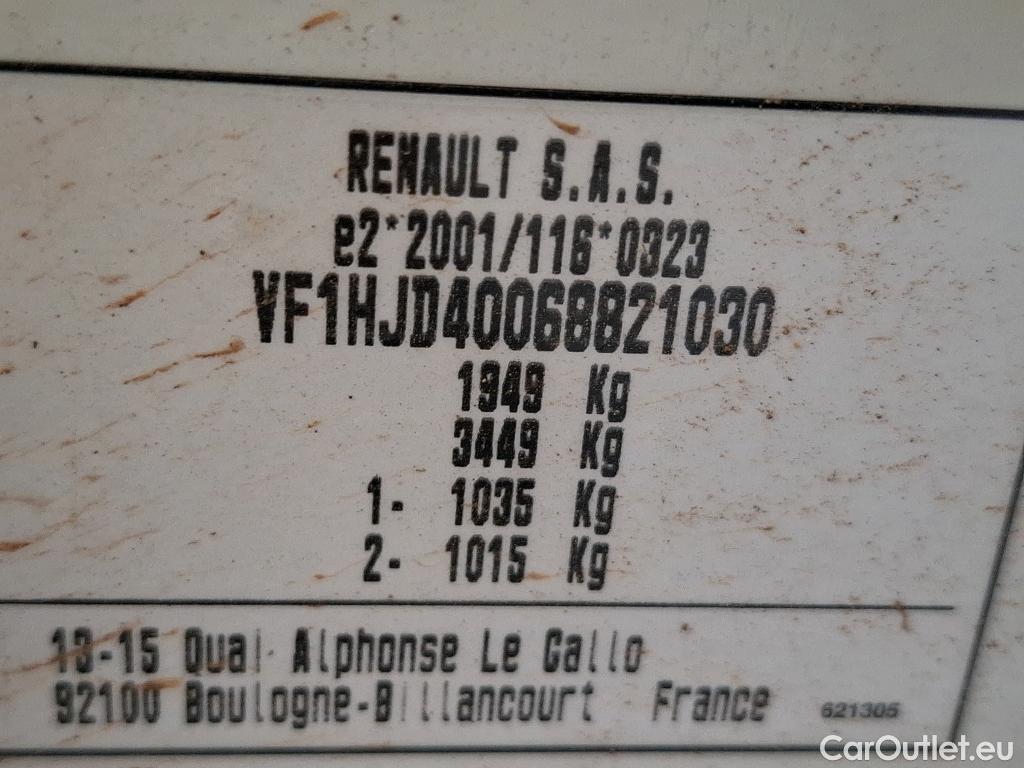 RENAULT S.A.S.
e2*2001/116*0323
VF1HJD40068821030
1949 Kg
3449 Kg
1- 1035 Kg
2- 1015 Kg
13-15 Quai Alphonse Le Gallo
92100 Boulogne-Billancourt France 621305
CarOutlet.eu